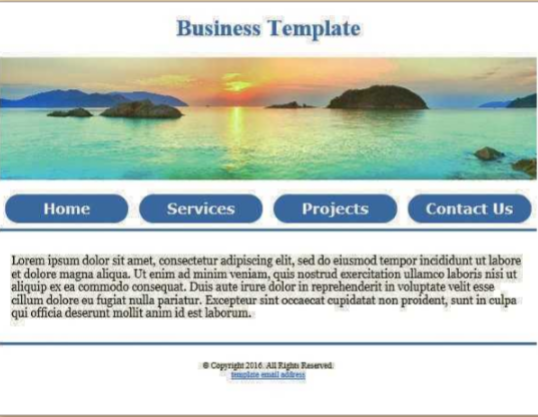 Business Template
Home Services Projects Contact Us
Lorem ipsum dolor sit amet, consectetur adipiscing elit, sed do eiusmod tempor incididunt ut labore
et dolore magna aliqua. Ut enim ad minim veniam, quis nostrud exercitation ullamco laboris nisi ut
aliquip ex ea commodo consequat. Duis aute irure dolor in reprehenderit in voluptate velit esse
cillum dolore eu fugiat nulla pariatur. Excepteur sint occaecat cupidatat non proident, sunt in culpa
qui officia deserunt mollit anim id est laborum.
© Copyright 2016. All Rights Reserved.
template email address